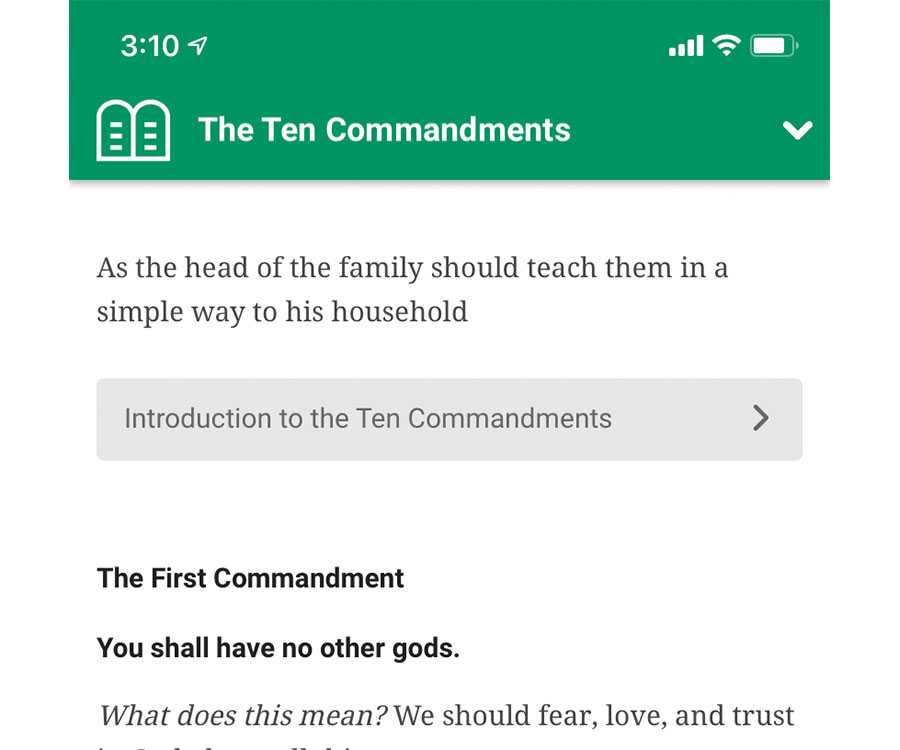 3:10
The Ten Commandments
As the head of the family should teach them in a
simple way to his household
Introduction to the Ten Commandments
The First Commandment
You shall have no other gods.
What does this mean? We should fear, love, and trust